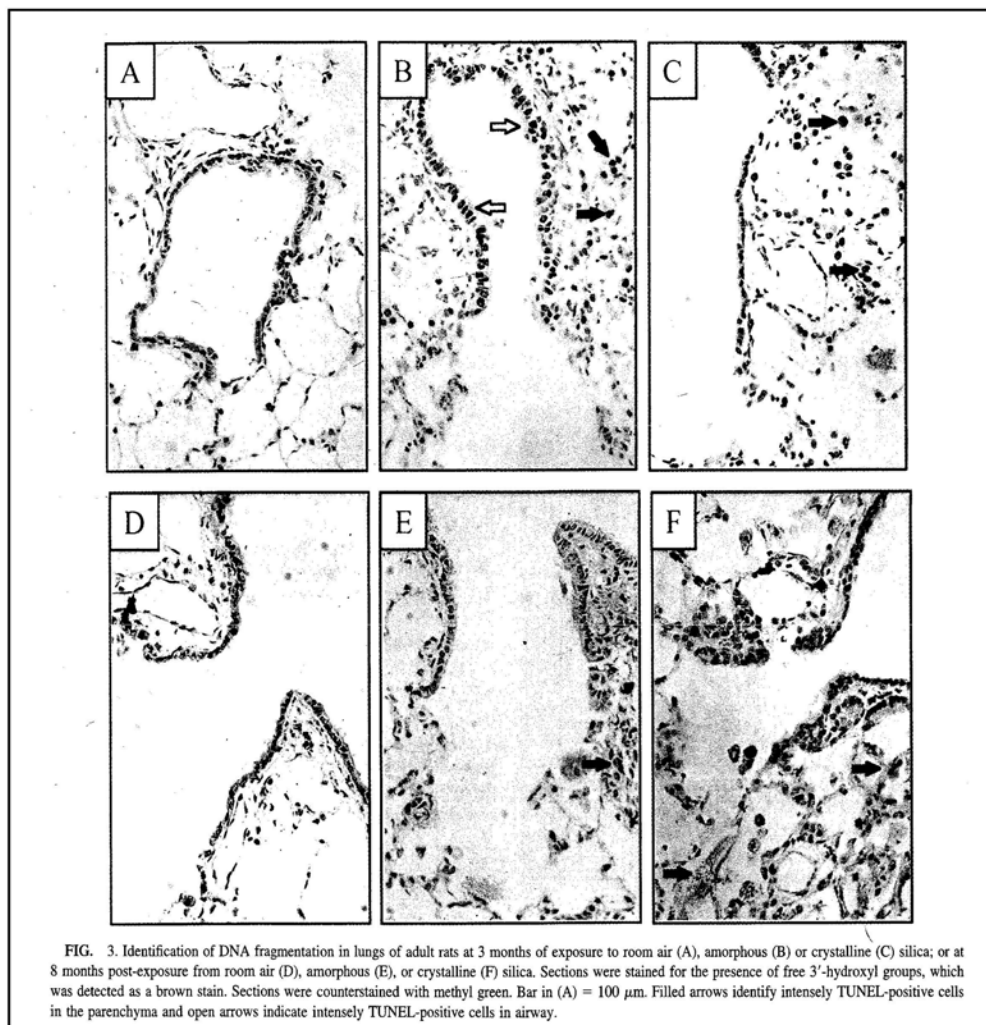 A
B
C
D
E
F
FIG. 3. Identification of DNA fragmentation in lungs of adult rats at 3 months of exposure to room air (A), amorphous (B) or crystalline (C) silica; or at
8 months post-exposure from room air (D), amorphous (E), or crystalline (F) silica. Sections were stained for the presence of free 3′-hydroxyl groups, which
was detected as a brown stain. Sections were counterstained with methyl green. Bar in (A) = 100 μm. Filled arrows identify intensely TUNEL-positive cells
in the parenchyma and open arrows indicate intensely TUNEL-positive cells in airway.